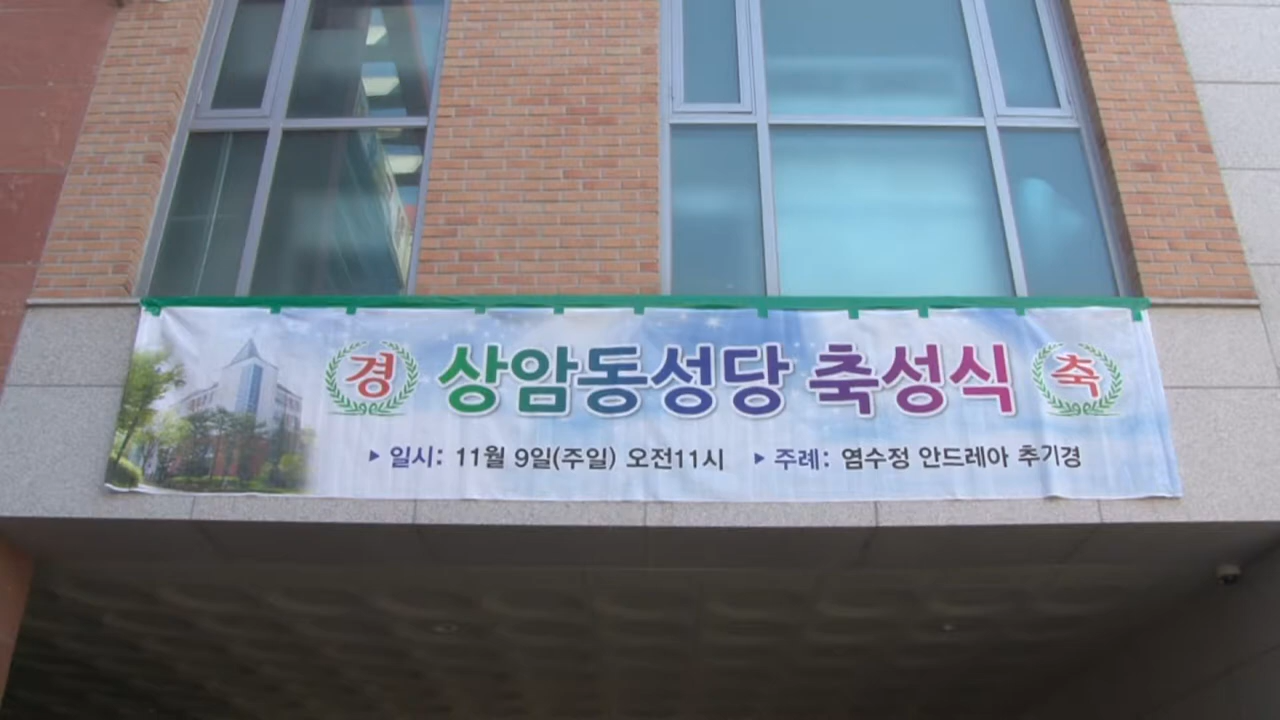 경 상암동성당 축성식 축
▶ 일시: 11월 9일(주일) 오전11시 ▶ 주례: 염수정 안드레아 추기경